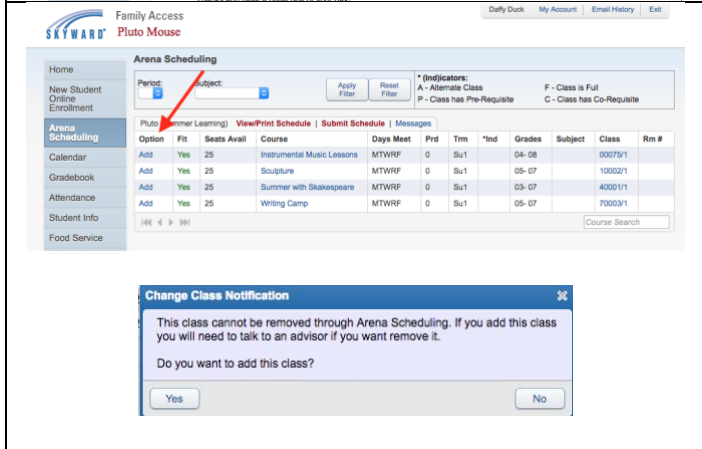 Family Access
Daffy Duck My Account Email History Exit
SKYWARD® Pluto Mouse
Arena Scheduling
Home
New Student Online Enrollment
Arena Scheduling
Calendar
Gradebook
Attendance
Student Info
Food Service
Period: Subject:
Apply Filter
Reset Filter
* (Ind)icators:
A - Alternate Class F - Class is Full
P - Class has Pre-Requisite C - Class has Co-Requisite
Pluto mmer Learning) View/Print Schedule | Submit Schedule | Messages
Option Fit Seats Avail Course Days Meet Prd Trm *Ind Grades Subject Class Rm #
Add Yes 25 Instrumental Music Lessons MTWRF 0 Su1 04- 08 00075/1
Add Yes 25 Sculpture MTWRF 0 Su1 05- 07 10002/1
Add Yes 25 Summer with Skakespeare MTWRF 0 Su1 03- 07 40001/1
Add Yes 25 Writing Camp MTWRF 0 Su1 05- 07 70003/1
Course Search
Change Class Notification
This class cannot be removed through Arena Scheduling. If you add this class
you will need to talk to an advisor if you want remove it.
Do you want to add this class?
Yes No